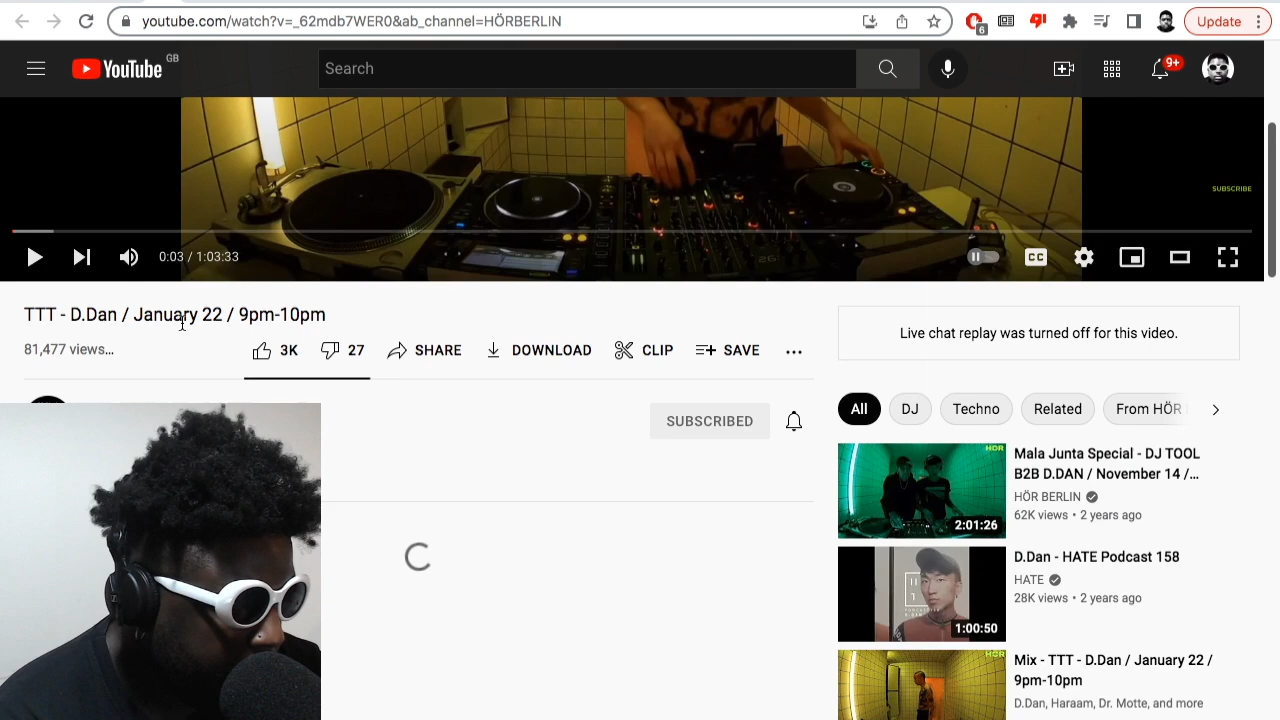 youtube.com/watch?v=_62mdb7WER0&ab_channel=HÖRBERLIN
6
Update
YouTube GB
Search
9+
SUBSCRIBE
0:03 / 1:03:33
CC
TTT - D.Dan / January 22 / 9pm-10pm
81,477 views...
3K
27
SHARE
DOWNLOAD
CLIP
SAVE
SUBSCRIBED
Live chat replay was turned off for this video.
All
DJ
Techno
Related
From HÖR
HÖR
2:01:26
Mala Junta Special - DJ TOOL
B2B D.DAN / November 14 /...
HÖR BERLIN
62K views • 2 years ago
1:00:50
D.Dan - HATE Podcast 158
HATE
28K views • 2 years ago
HÖR
Mix - TTT - D.Dan / January 22 /
9pm-10pm
D.Dan, Haraam, Dr. Motte, and more